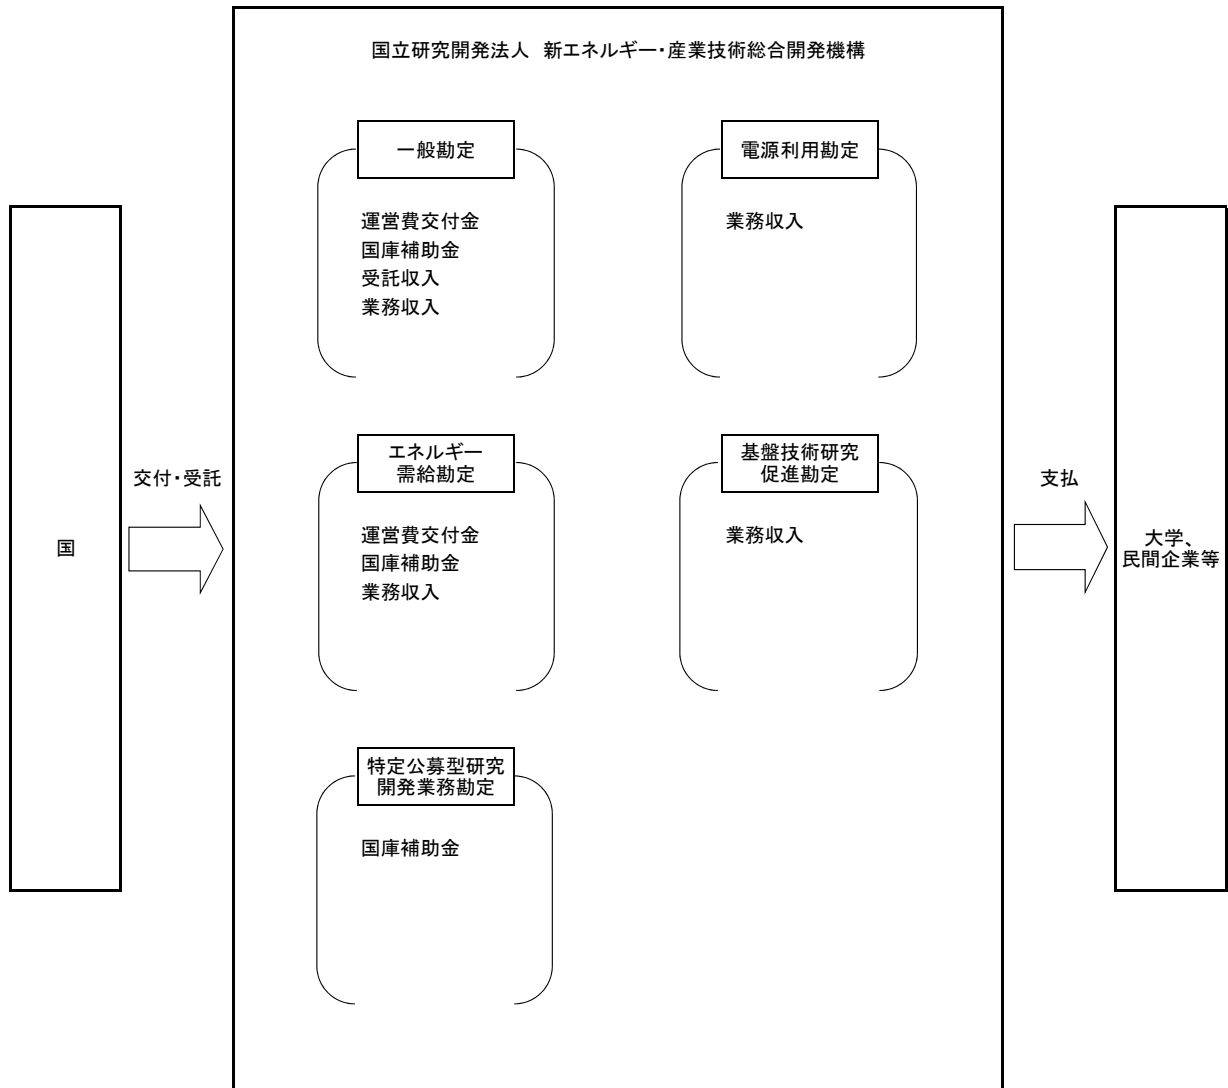 国立研究開発法人 新エネルギー・産業技術総合開発機構
国
交付・受託
一般勘定
運営費交付金
国庫補助金
受託収入
業務収入
電源利用勘定
業務収入
エネルギー
需給勘定
運営費交付金
国庫補助金
業務収入
基盤技術研究
促進勘定
業務収入
特定公募型研究
開発業務勘定
国庫補助金
支払
大学、
民間企業等